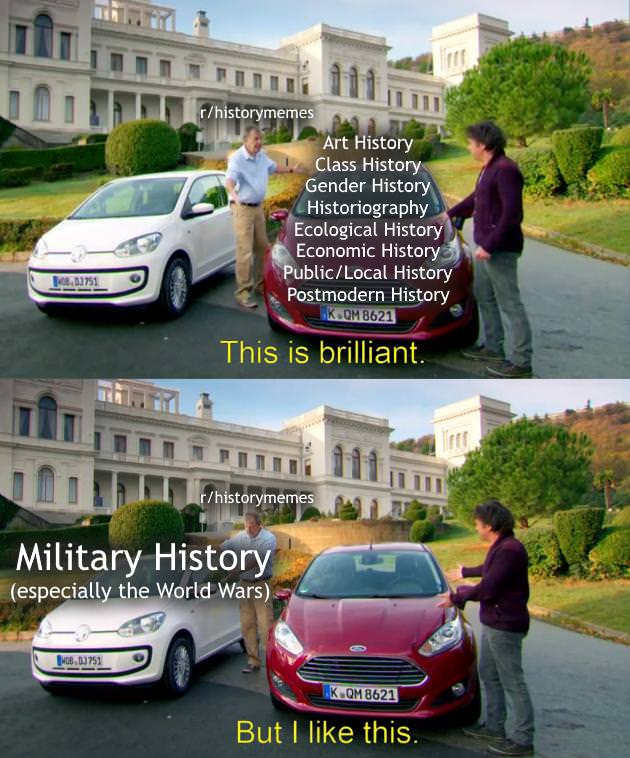 r/historymemes
Art History
Class History
Gender History
Historiography
Ecological History
Economic History
Public/Local History
Postmodern History
WOB DJ751
K QM 8621
This is brilliant.
r/historymemes
Military History
(especially the World Wars)
WOB DJ751
Ford
K QM 8621
But I like this.